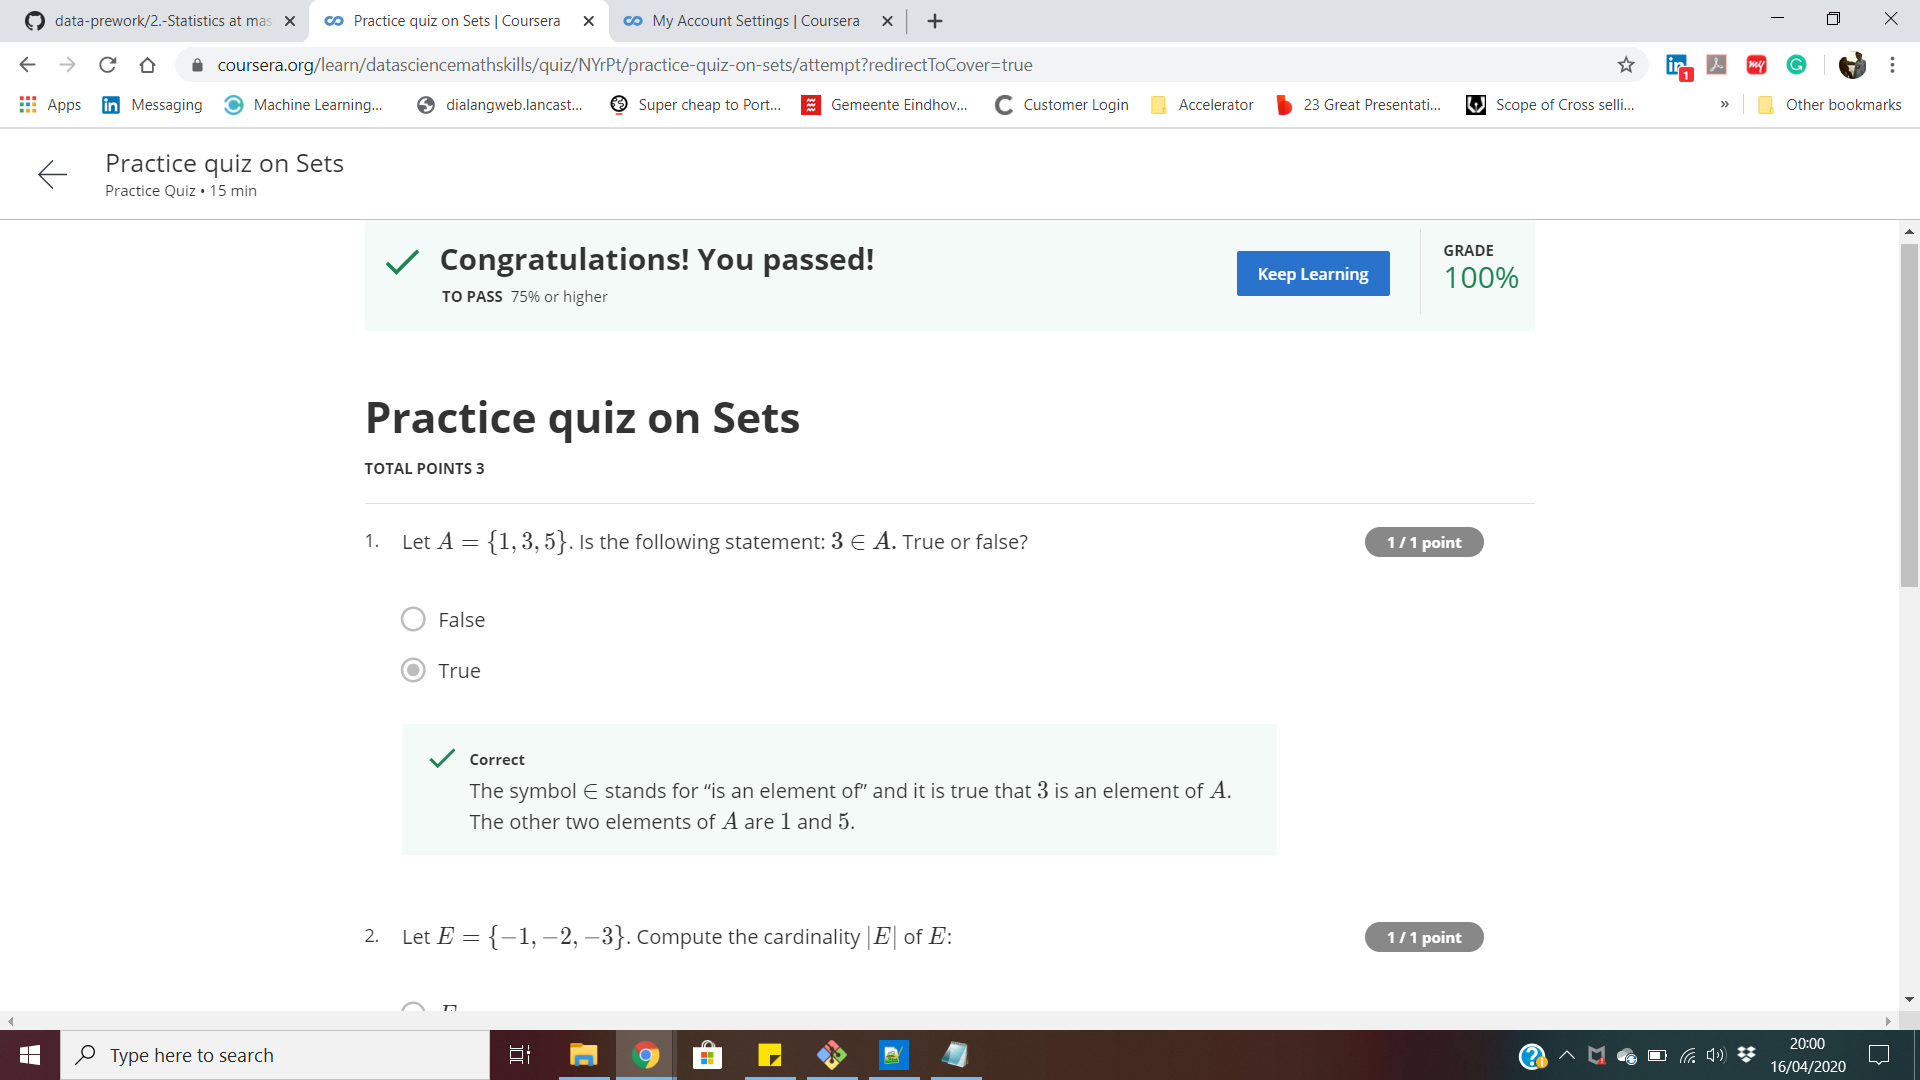 data-prework/2.-Statistics at mas
Practice quiz on Sets | Coursera
My Account Settings | Coursera
coursera.org/learn/datasciencemathskills/quiz/NYrPt/practice-quiz-on-sets/attempt?redirectToCover=true
1
Apps
Messaging
Machine Learning...
dialangweb.lancast...
Super cheap to Port...
Gemeente Eindhov...
Customer Login
Accelerator
23 Great Presentati...
Scope of Cross selli...
»
Other bookmarks
Practice quiz on Sets
Practice Quiz • 15 min
Congratulations! You passed!
TO PASS 75% or higher
Keep Learning
GRADE
100%
Practice quiz on Sets
TOTAL POINTS 3
1. Let A = {1, 3, 5}. Is the following statement: 3 ∈ A. True or false?
1 / 1 point
False
True
Correct
The symbol ∈ stands for “is an element of” and it is true that 3 is an element of A.
The other two elements of A are 1 and 5.
2. Let E = {−1, −2, −3}. Compute the cardinality |E| of E:
1 / 1 point
Type here to search
20:00
16/04/2020